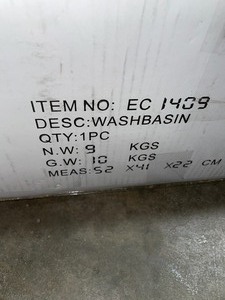 ITEM NO: EC 1409
DESC:WASHBASIN
QTY:1PC
N.W: 9 KGS
G.W: 10 KGS
MEAS: 52 X41 X22 CM